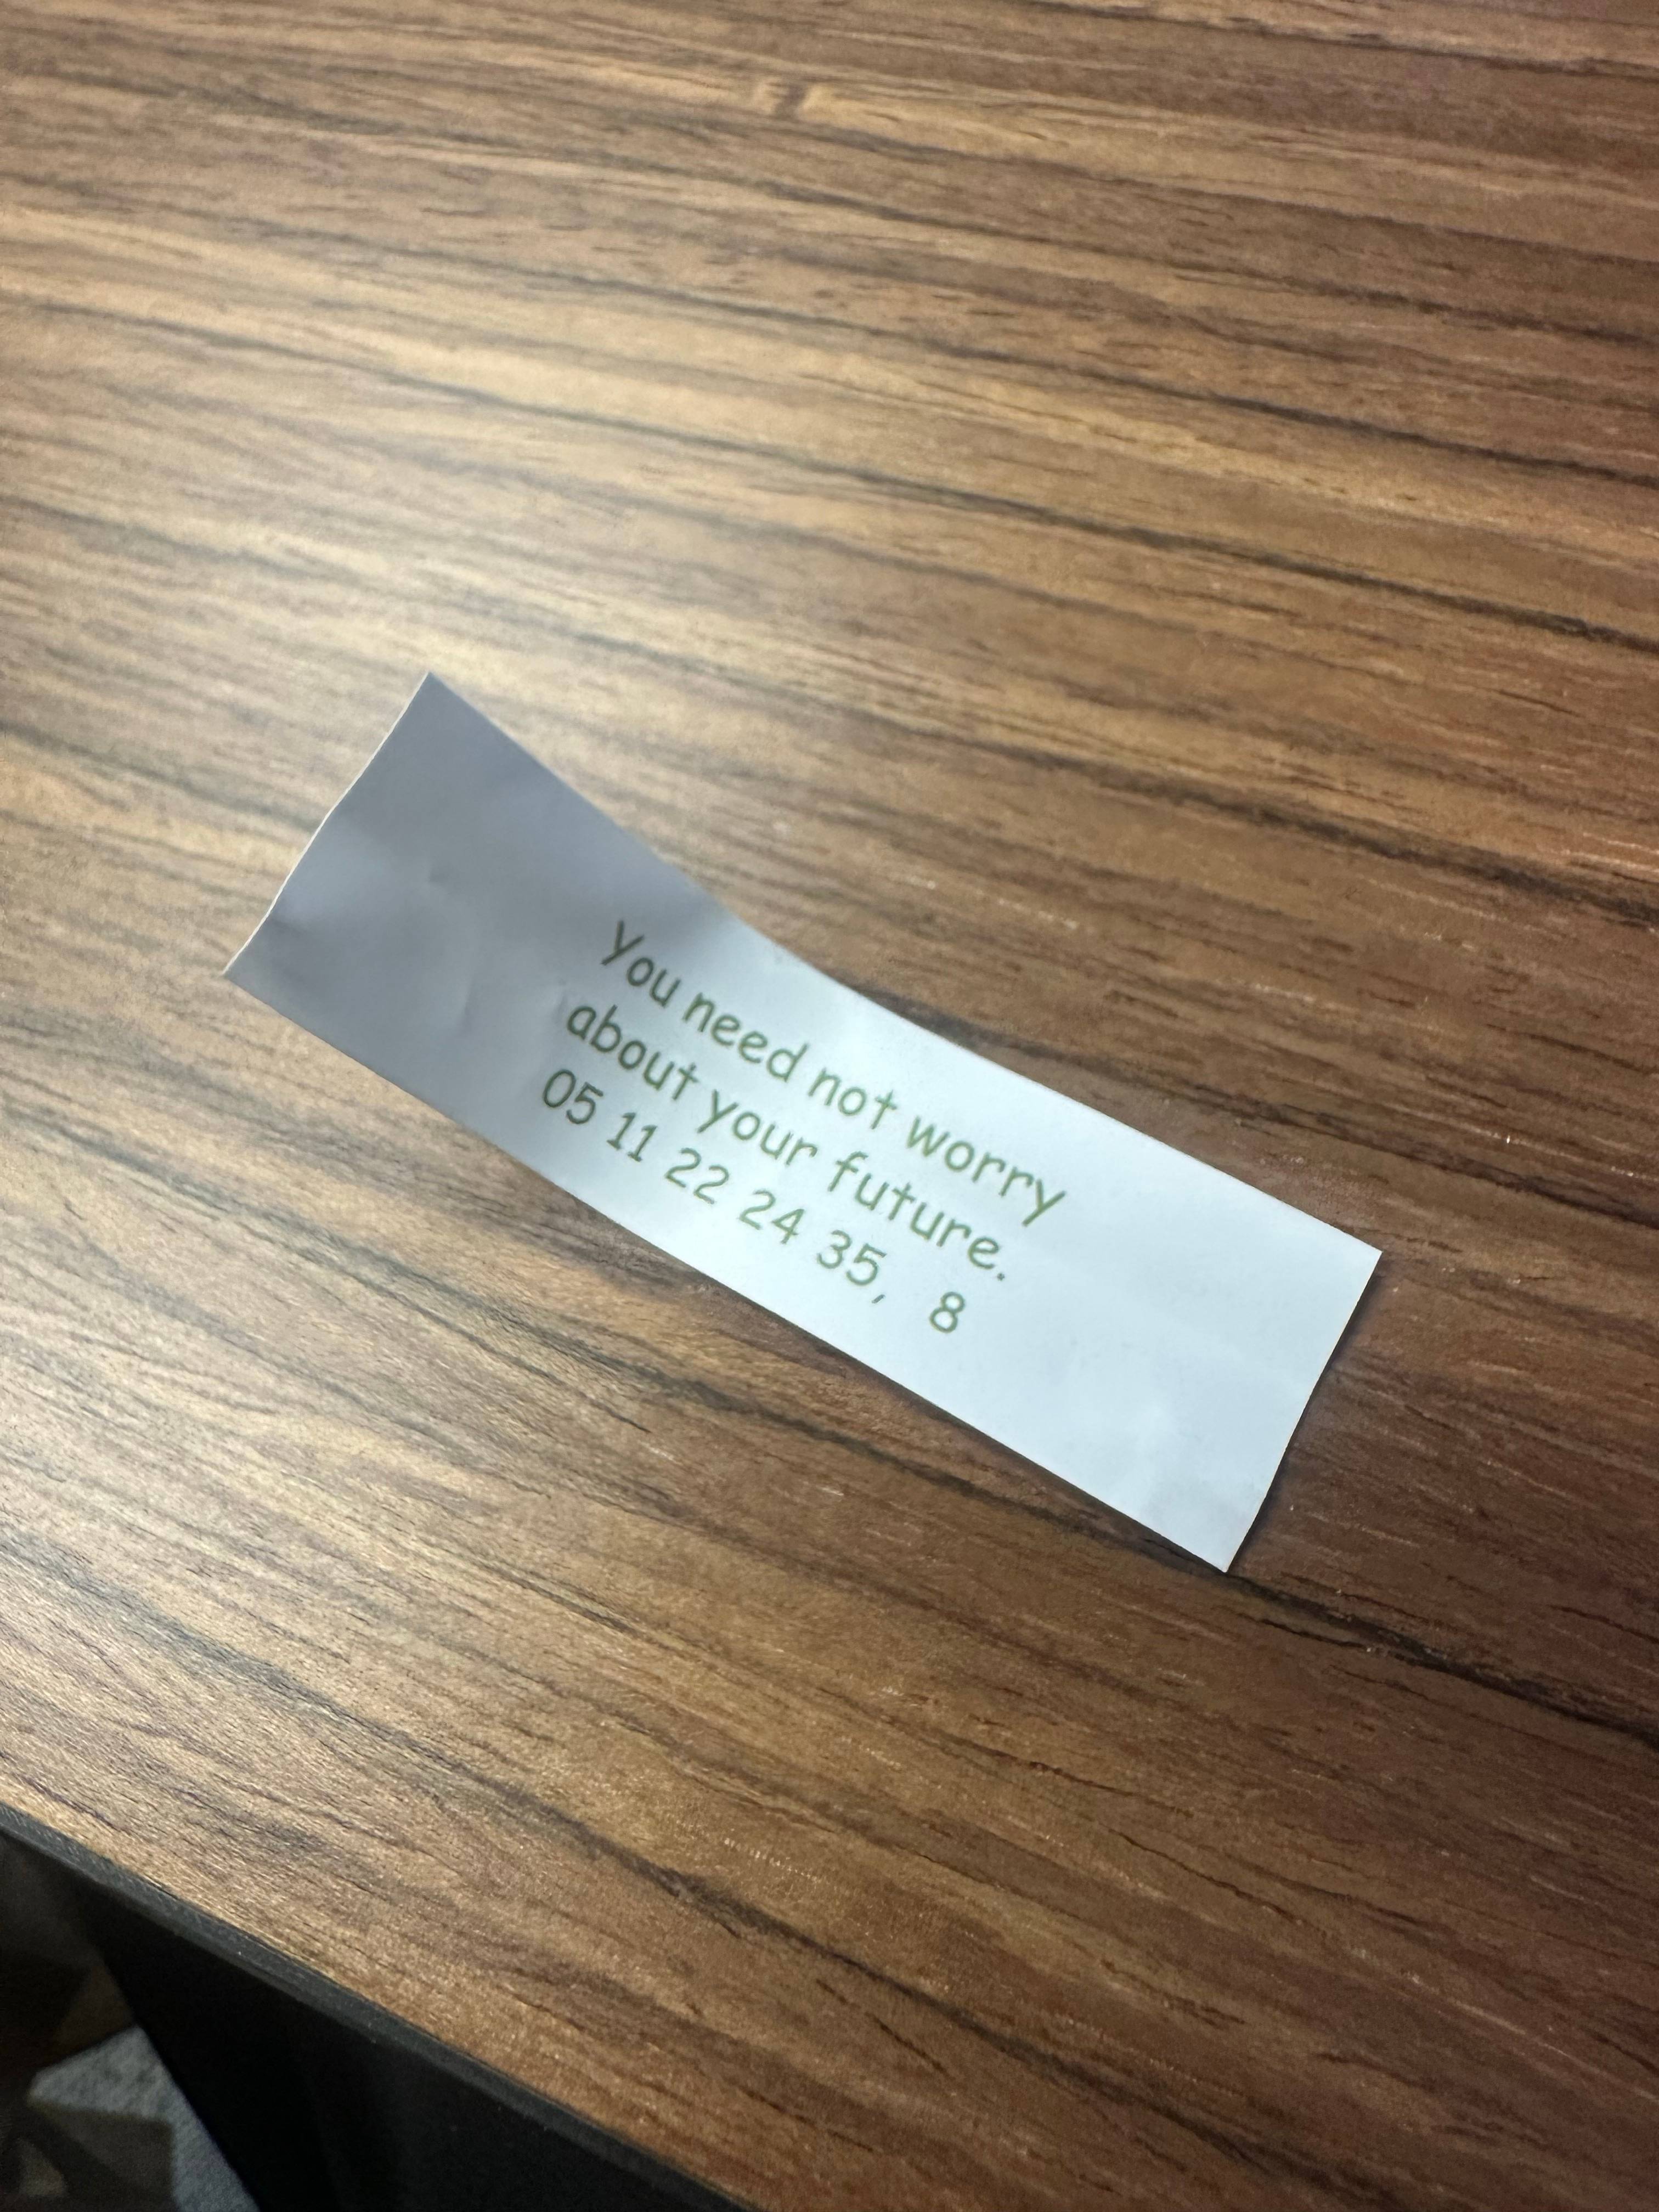 You need not worry
about your future.
05 11 22 24 35, 8